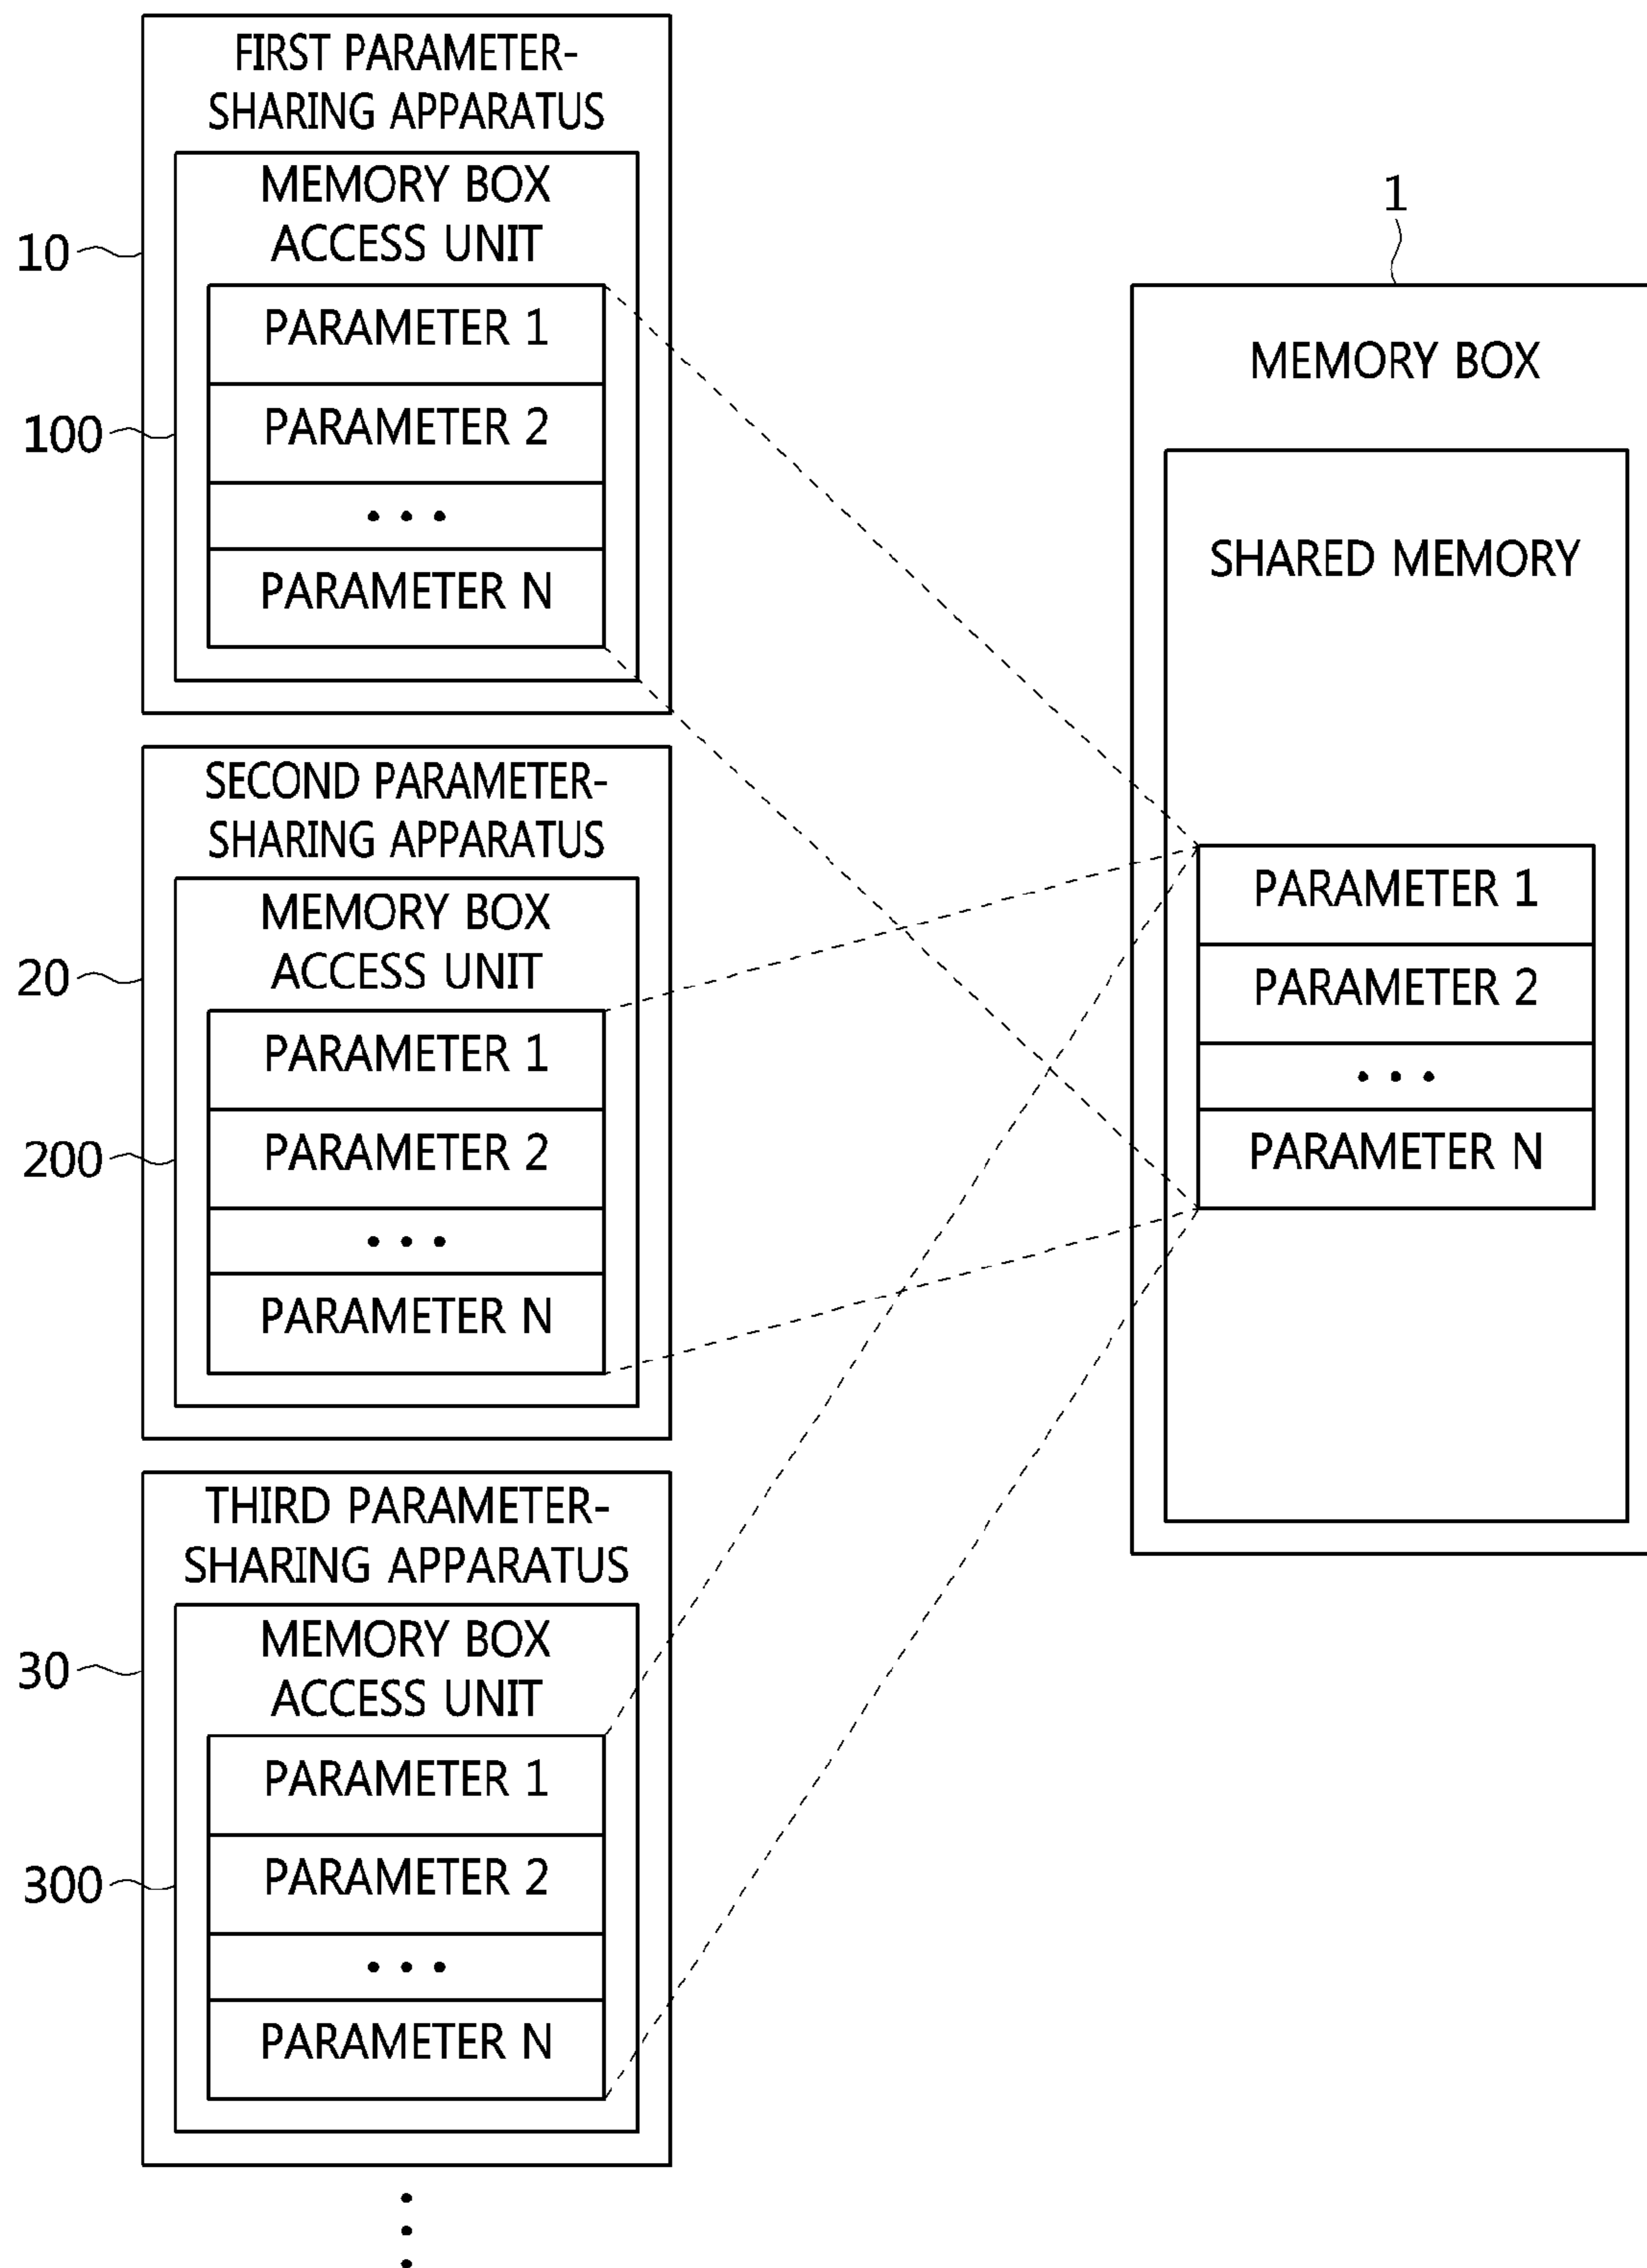 FIRST PARAMETER-
SHARING APPARATUS
MEMORY BOX
ACCESS UNIT
10
PARAMETER 1
100
PARAMETER 2
• • •
PARAMETER N
SECOND PARAMETER-
SHARING APPARATUS
MEMORY BOX
ACCESS UNIT
20
PARAMETER 1
200
PARAMETER 2
• • •
PARAMETER N
THIRD PARAMETER-
SHARING APPARATUS
MEMORY BOX
ACCESS UNIT
30
PARAMETER 1
300
PARAMETER 2
• • •
PARAMETER N
1
MEMORY BOX
SHARED MEMORY
PARAMETER 1
PARAMETER 2
• • •
PARAMETER N